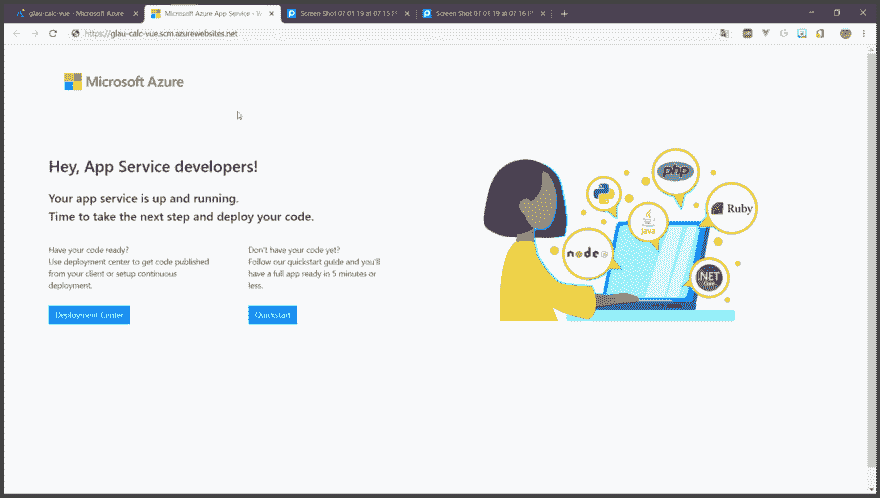 glau-calc-vue - Microsoft Azure
Microsoft Azure App Service - W
Screen Shot 07-01-19 at 07.15 P
Screen Shot 07-01-19 at 07.16 P
https://glau-calc-vue.scm.azurewebsites.net
Microsoft Azure
Hey, App Service developers!
Your app service is up and running.
Time to take the next step and deploy your code.
Have your code ready?
Use deployment center to get code published
from your client or setup continuous
deployment.
Deployment Center
Don't have your code yet?
Follow our quickstart guide and you'll
have a full app ready in 5 minutes or
less.
Quickstart
php
Ruby
Java
node
.NET
Core